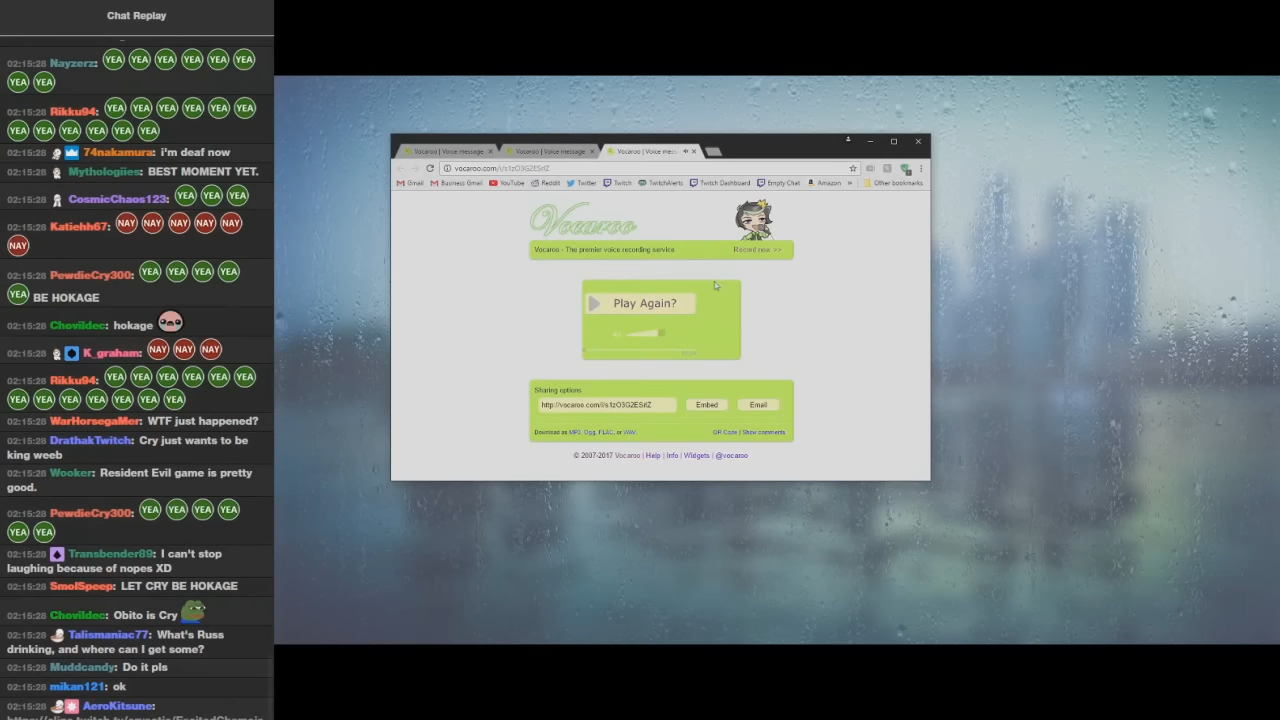 Chat Replay
02:15:28 Nayzerz: YEA YEA YEA YEA YEA YEA
YEA YEA
02:15:28 Rikku94: YEA YEA YEA YEA YEA YEA
YEA YEA YEA YEA YEA YEA
02:15:28 74nakamura: i'm deaf now
02:15:28 Mythologiies: BEST MOMENT YET.
02:15:28 CosmicChaos123: YEA YEA YEA
02:15:28 Katiehh67: NAY NAY NAY NAY NAY
NAY
02:15:28 PewdieCry300: YEA YEA YEA YEA
YEA BE HOKAGE
02:15:28 Chovildec: hokage
02:15:28 K_graham: NAY NAY NAY
02:15:28 Rikku94: YEA YEA YEA YEA YEA YEA
YEA YEA YEA YEA YEA YEA YEA
02:15:28 WarHorsegaMer: WTF just happened?
02:15:28 DrathakTwitch: Cry just wants to be
king weeb
02:15:28 Wooker: Resident Evil game is pretty
good.
02:15:28 PewdieCry300: YEA YEA YEA YEA
YEA YEA
02:15:28 Transbender89: I can't stop
laughing because of nopes XD
02:15:28 SmolSpeep: LET CRY BE HOKAGE
02:15:28 Chovildec: Obito is Cry
02:15:28 Talismaniac77: What's Russ
drinking, and where can I get some?
02:15:28 Muddcandy: Do it pls
02:15:28 mikan121: ok
02:15:28 AeroKitsune:
Vocaroo | Voice message
Vocaroo | Voice message
Vocaroo | Voice mess
Gmail Business Gmail YouTube Reddit Twitter Twitch TwitchAlerts Twitch Dashboard Empty Chat Amazon » Other bookmarks
Vocaroo
Vocaroo - The premier voice recording service
Record now >>
Play Again?
Sharing options
Embed
Email
Download as MP3, Ogg, FLAC, or WAV.
QR Code | Show comments
© 2007-2017 Vocaroo | Help | Info | Widgets | @vocaroo